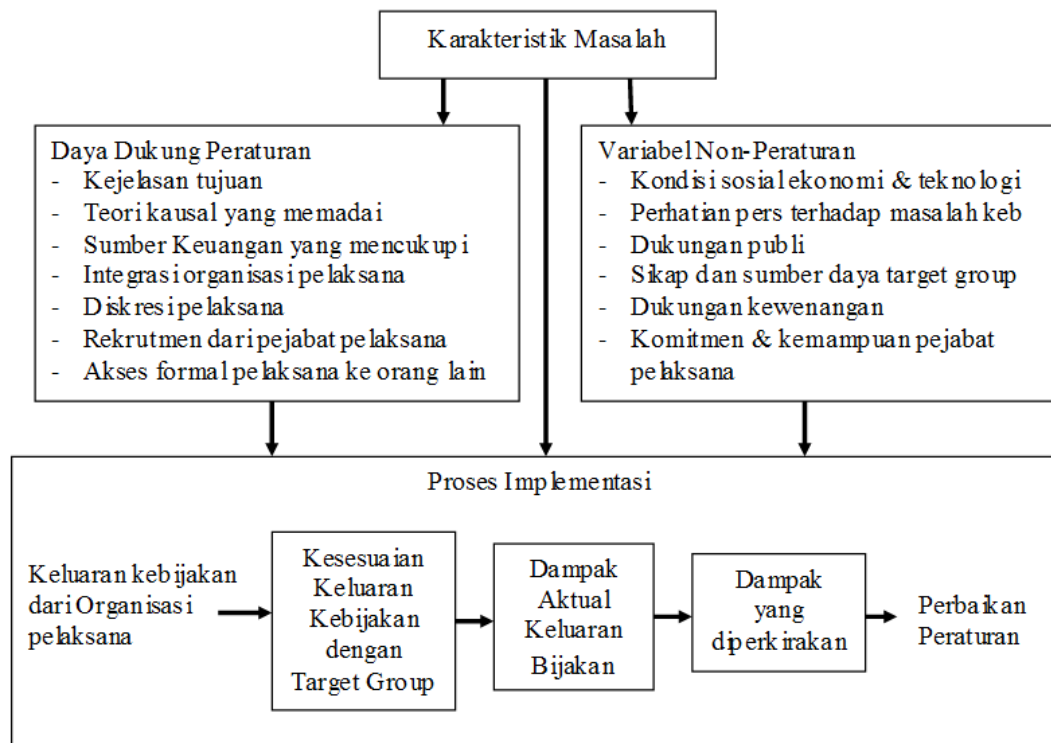 Karakteristik Masalah
Daya Dukung Peraturan
- Kejelasan tujuan
- Teori kausal yang memadai
- Sumber Keuangan yang mencukupi
- Integrasi organisasi pelaksana
- Diskresi pelaksana
- Rekrutmen dari pejabat pelaksana
- Akses formal pelaksana ke orang lain
Variabel Non-Peraturan
- Kondisi sosial ekonomi & teknologi
- Perhatian pers terhadap masalah keb
- Dukungan publi
- Sikap dan sumber daya target group
- Dukungan kewenangan
- Komitmen & kemampuan pejabat
pelaksana
Proses Implementasi
Keluaran kebijakan
dari Organisasi
pelaksana
Kesesuaian
Keluaran
Kebijakan
dengan
Target Group
Dampak
Aktual
Keluaran
Bijakan
Dampak
yang
diperkirakan
Perbaikan
Peraturan